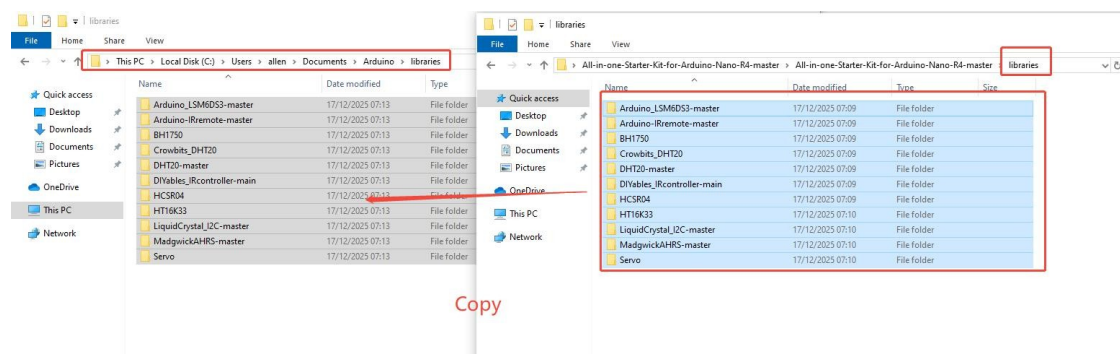 libraries
File Home Share View
This PC > Local Disk (C:) > Users > allen > Documents > Arduino > libraries
Name Date modified Type
Quick access
Desktop
Downloads
Documents
Pictures
OneDrive
This PC
Network
Arduino_LSM6DS3-master 17/12/2025 07:13 File folder
Arduino-IRremote-master 17/12/2025 07:13 File folder
BH1750 17/12/2025 07:13 File folder
Crowbits_DHT20 17/12/2025 07:13 File folder
DHT20-master 17/12/2025 07:13 File folder
DIYables_IRcontroller-main 17/12/2025 07:13 File folder
HCSR04 17/12/2025 07:13 File folder
HT16K33 17/12/2025 07:13 File folder
LiquidCrystal_I2C-master 17/12/2025 07:13 File folder
MadgwickAHRS-master 17/12/2025 07:13 File folder
Servo 17/12/2025 07:13 File folder
Copy
libraries
File Home Share View
All-in-one-Starter-Kit-for-Arduino-Nano-R4-master > All-in-one-Starter-Kit-for-Arduino-Nano-R4-master > libraries
Name Date modified Type Size
Quick access
Desktop
Downloads
Documents
Pictures
OneDrive
This PC
Network
Arduino_LSM6DS3-master 17/12/2025 07:09 File folder
Arduino-IRremote-master 17/12/2025 07:09 File folder
BH1750 17/12/2025 07:09 File folder
Crowbits_DHT20 17/12/2025 07:09 File folder
DHT20-master 17/12/2025 07:09 File folder
DIYables_IRcontroller-main 17/12/2025 07:09 File folder
HCSR04 17/12/2025 07:09 File folder
HT16K33 17/12/2025 07:10 File folder
LiquidCrystal_I2C-master 17/12/2025 07:10 File folder
MadgwickAHRS-master 17/12/2025 07:10 File folder
Servo 17/12/2025 07:10 File folder